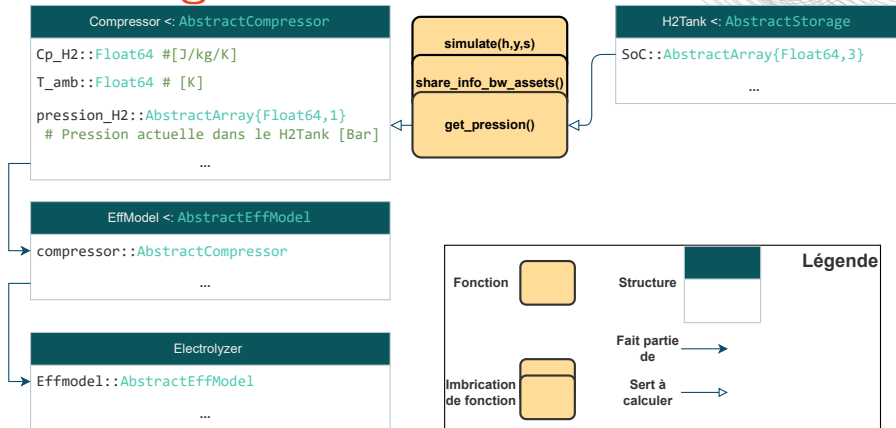 Compressor <: AbstractCompressor
Cp_H2::Float64 #[J/kg/K]
T_amb::Float64 # [K]
pression_H2::AbstractArray{Float64,1}
# Pression actuelle dans le H2Tank [Bar]
...
simulate(h,y,s)
share_info_bw_assets()
get_pression()
H2Tank <: AbstractStorage
SoC::AbstractArray{Float64,3}
...
EffModel <: AbstractEffModel
compressor::AbstractCompressor
...
Electrolyzer
Effmodel::AbstractEffModel
...
Légende
Fonction
Structure
Fait partie
de
Imbrication
de fonction
Sert à
calculer